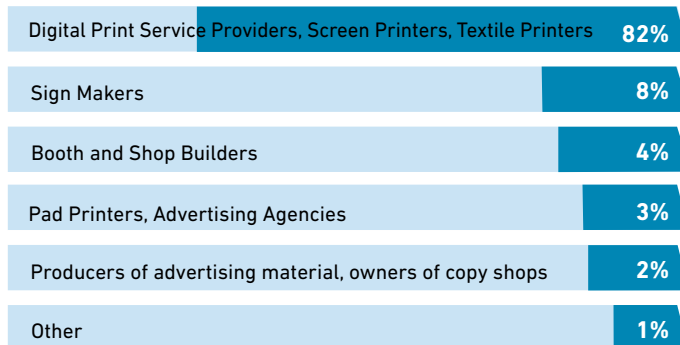 Digital Print Service Providers, Screen Printers, Textile Printers 82%
Sign Makers 8%
Booth and Shop Builders 4%
Pad Printers, Advertising Agencies 3%
Producers of advertising material, owners of copy shops 2%
Other 1%